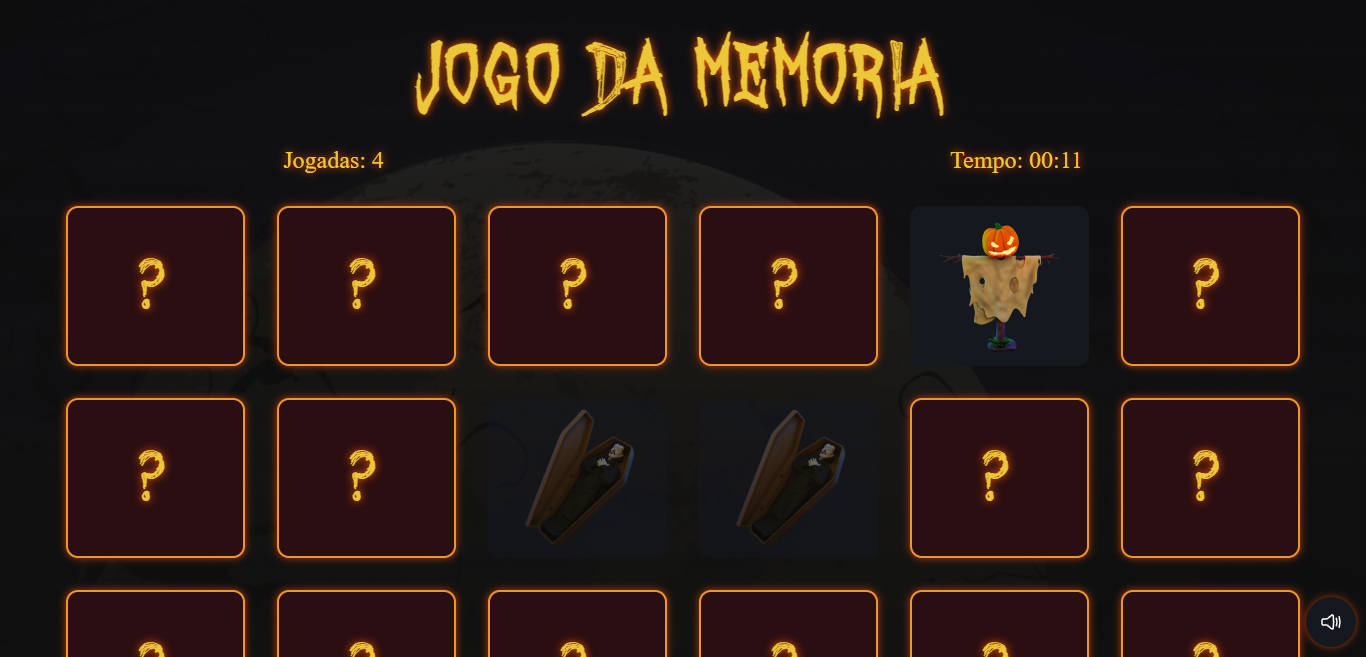 JOGO DA MEMORIA
Jogadas: 4
Tempo: 00:11
? ? ? ? ?
? ? ? ?
? ? ? ? ? ?